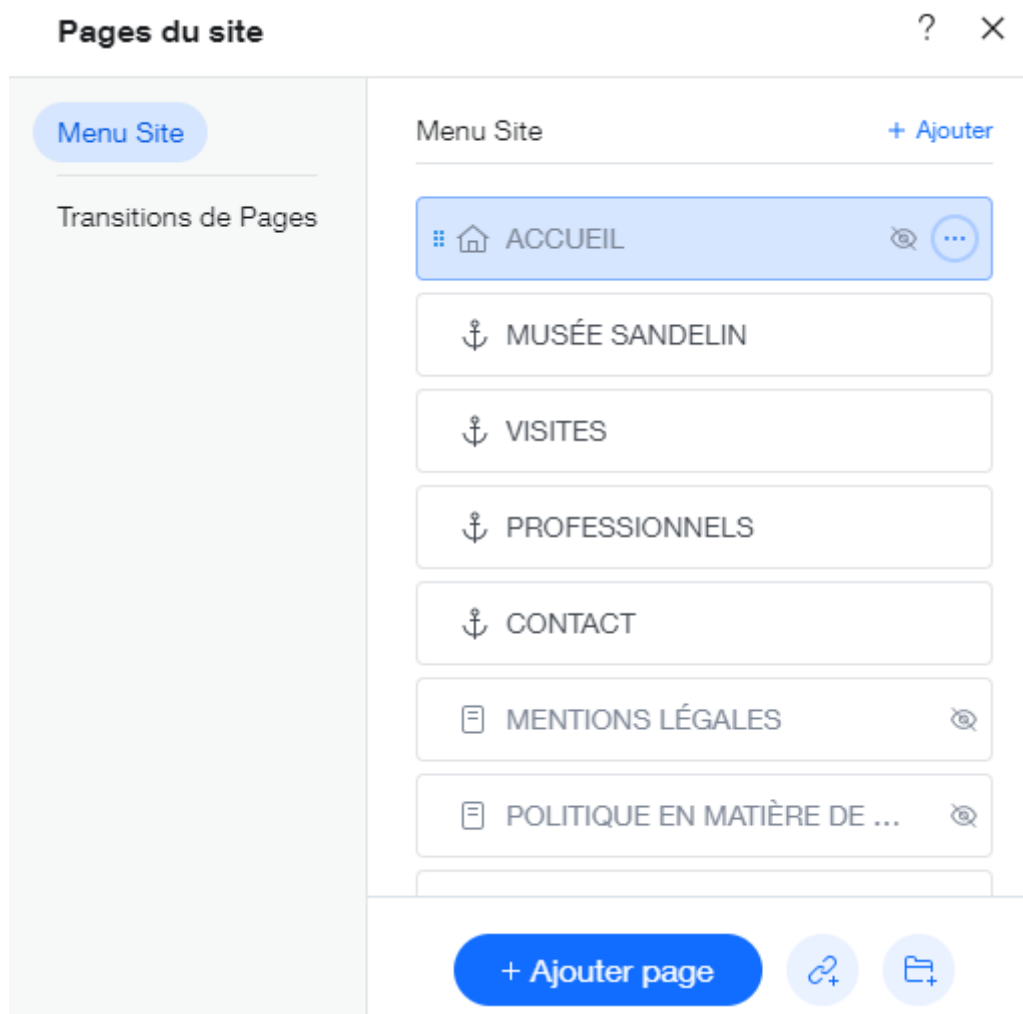 Pages du site
?
Menu Site
Transitions de Pages
Menu Site
+ Ajouter
ACCUEIL
MUSÉE SANDELIN
VISITES
PROFESSIONNELS
CONTACT
MENTIONS LÉGALES
POLITIQUE EN MATIÈRE DE ...
+ Ajouter page